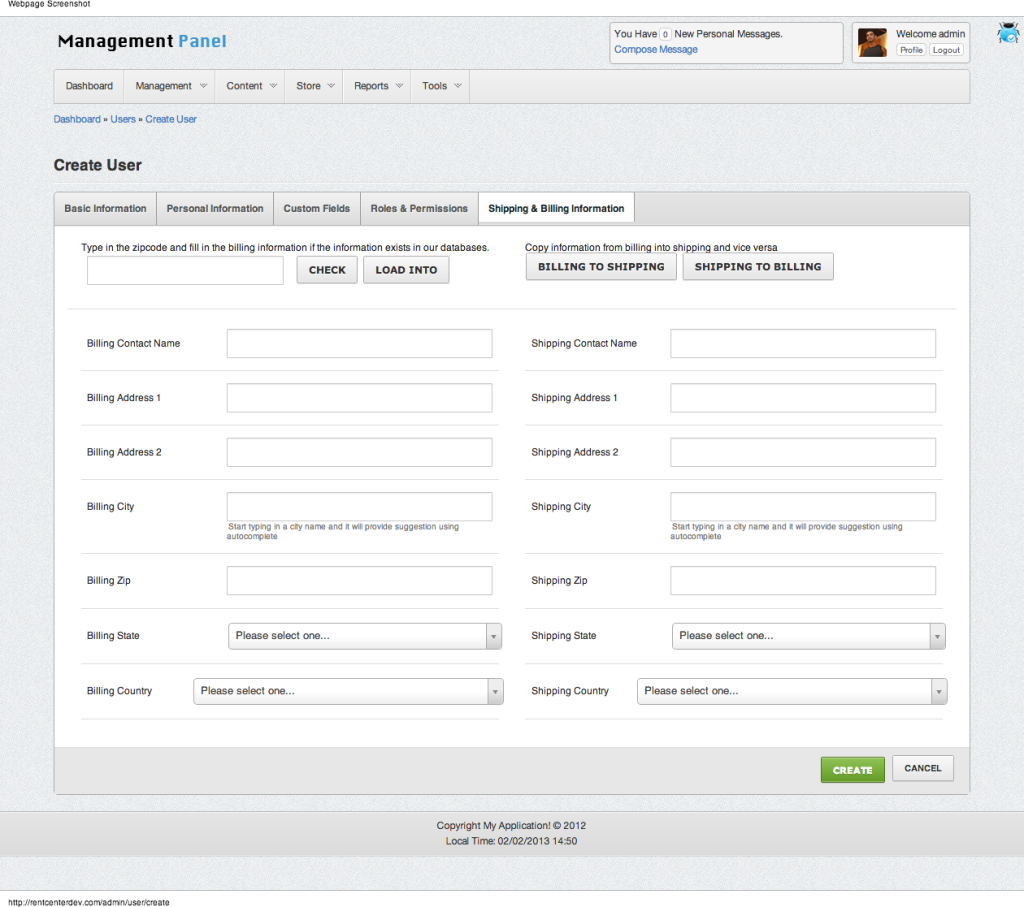 Webpage Screenshot
Management Panel
You Have 0 New Personal Messages.
Compose Message
Welcome admin
Profile Logout
Dashboard Management Content Store Reports Tools
Dashboard » Users » Create User
Create User
Basic Information Personal Information Custom Fields Roles & Permissions Shipping & Billing Information
Type in the zipcode and fill in the billing information if the information exists in our databases.
CHECK LOAD INTO
Copy information from billing into shipping and vice versa
BILLING TO SHIPPING SHIPPING TO BILLING
Billing Contact Name
Shipping Contact Name
Billing Address 1
Shipping Address 1
Billing Address 2
Shipping Address 2
Billing City
Start typing in a city name and it will provide suggestion using
autocomplete
Shipping City
Start typing in a city name and it will provide suggestion using
autocomplete
Billing Zip
Shipping Zip
Billing State Please select one...
Shipping State Please select one...
Billing Country Please select one...
Shipping Country Please select one...
CREATE CANCEL
Copyright My Application! © 2012
Local Time: 02/02/2013 14:50
http://rentcenterdev.com/admin/user/create